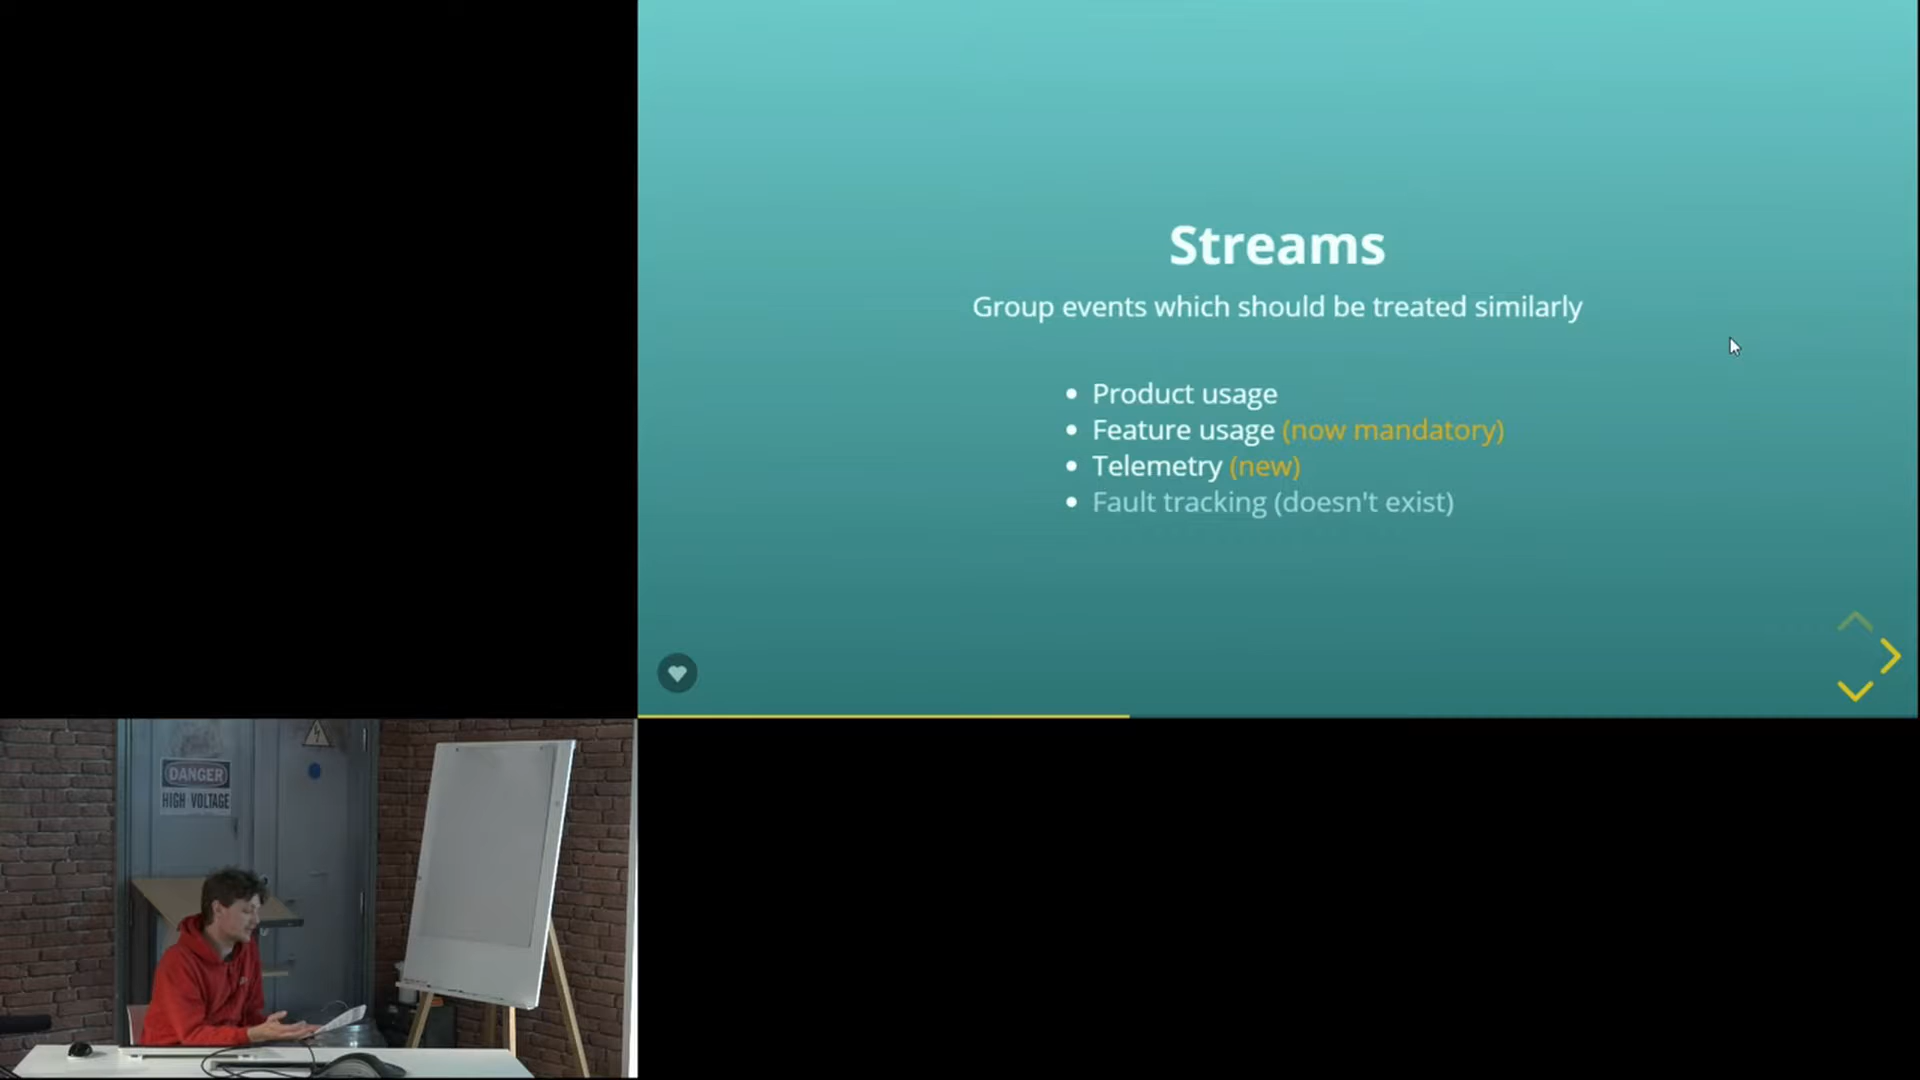 Streams
Group events which should be treated similarly
Product usage
Feature usage (now mandatory)
Telemetry (new)
Fault tracking (doesn't exist)
DANGER
HIGH VOLTAGE